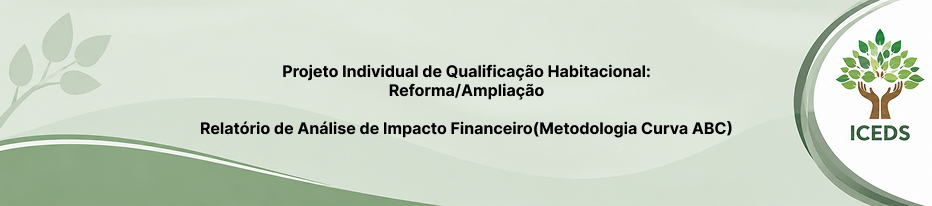 Projeto Individual de Qualificação Habitacional:
Reforma/Ampliação
Relatório de Análise de Impacto Financeiro(Metodologia Curva ABC)
ICEDS